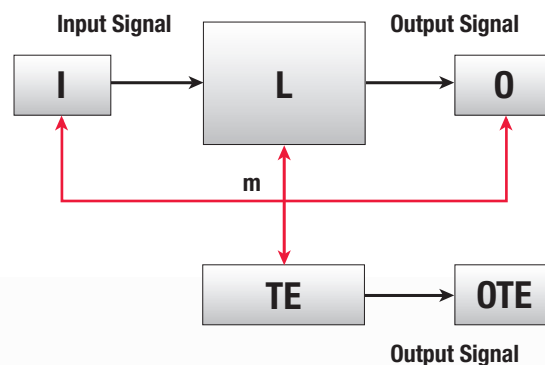 Input Signal
Output Signal
I
L
O
m
TE
OTE
Output Signal